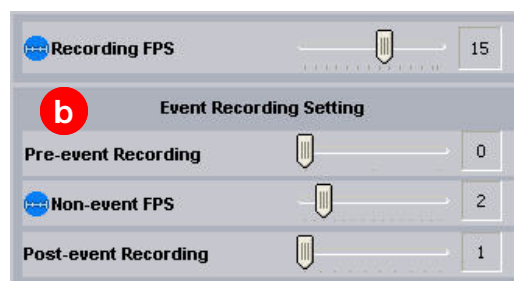 Recording FPS 15
b Event Recording Setting
Pre-event Recording 0
Non-event FPS 2
Post-event Recording 1